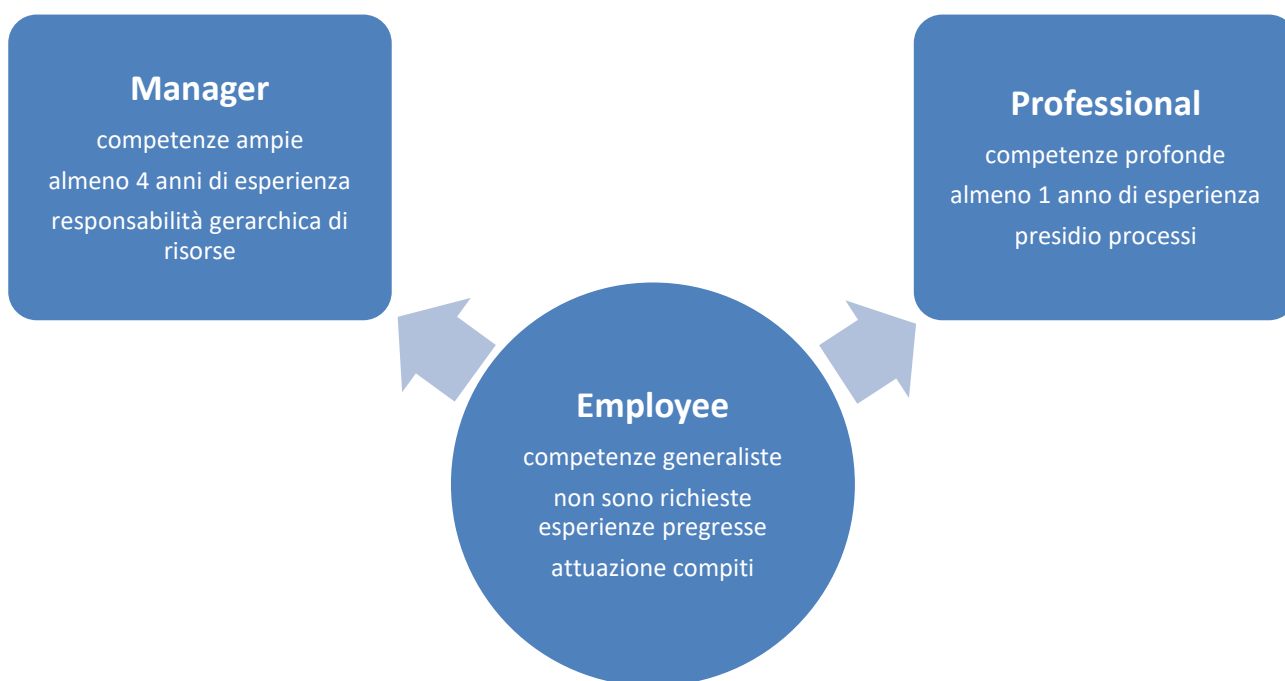 Manager
competenze ampie
almeno 4 anni di esperienza
responsabilità gerarchica di
risorse
Professional
competenze profonde
almeno 1 anno di esperienza
presidio processi
Employee
competenze generaliste
non sono richieste
esperienze pregresse
attuazione compiti